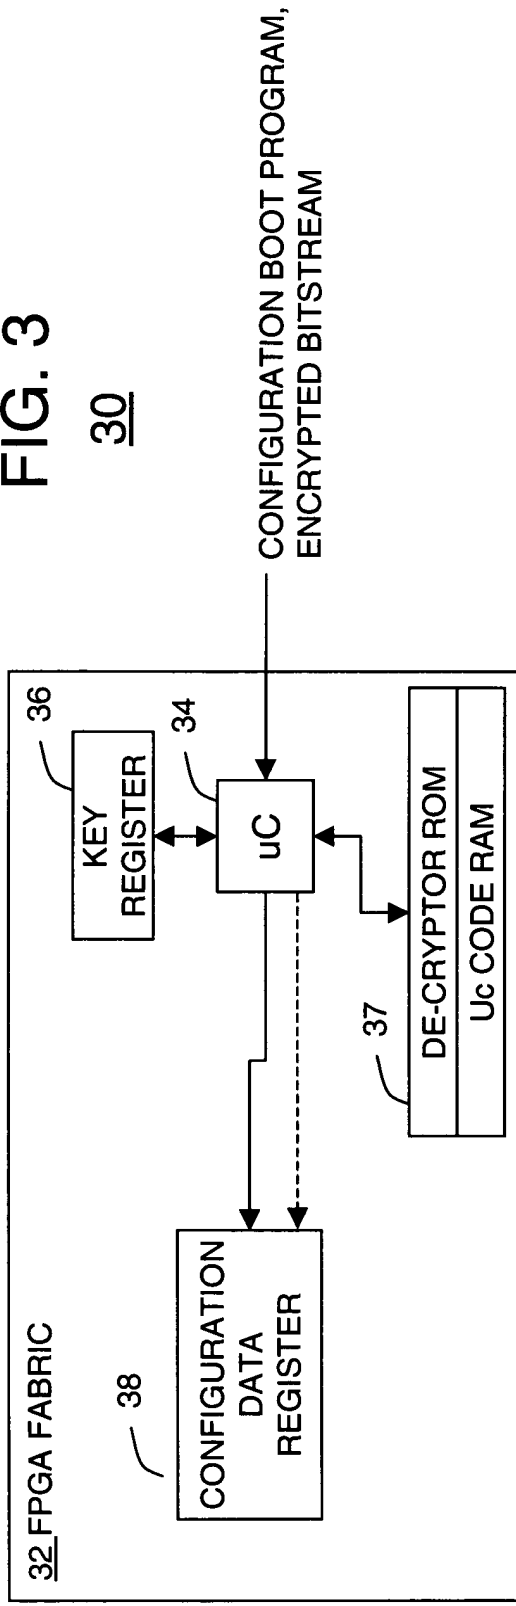 FIG. 3
30
32 FPGA FABRIC
38
CONFIGURATION
DATA
REGISTER
36
KEY
REGISTER
34
uC
37
DE-CRYPTOR ROM
Uc CODE RAM
CONFIGURATION BOOT PROGRAM,
ENCRYPTED BITSTREAM